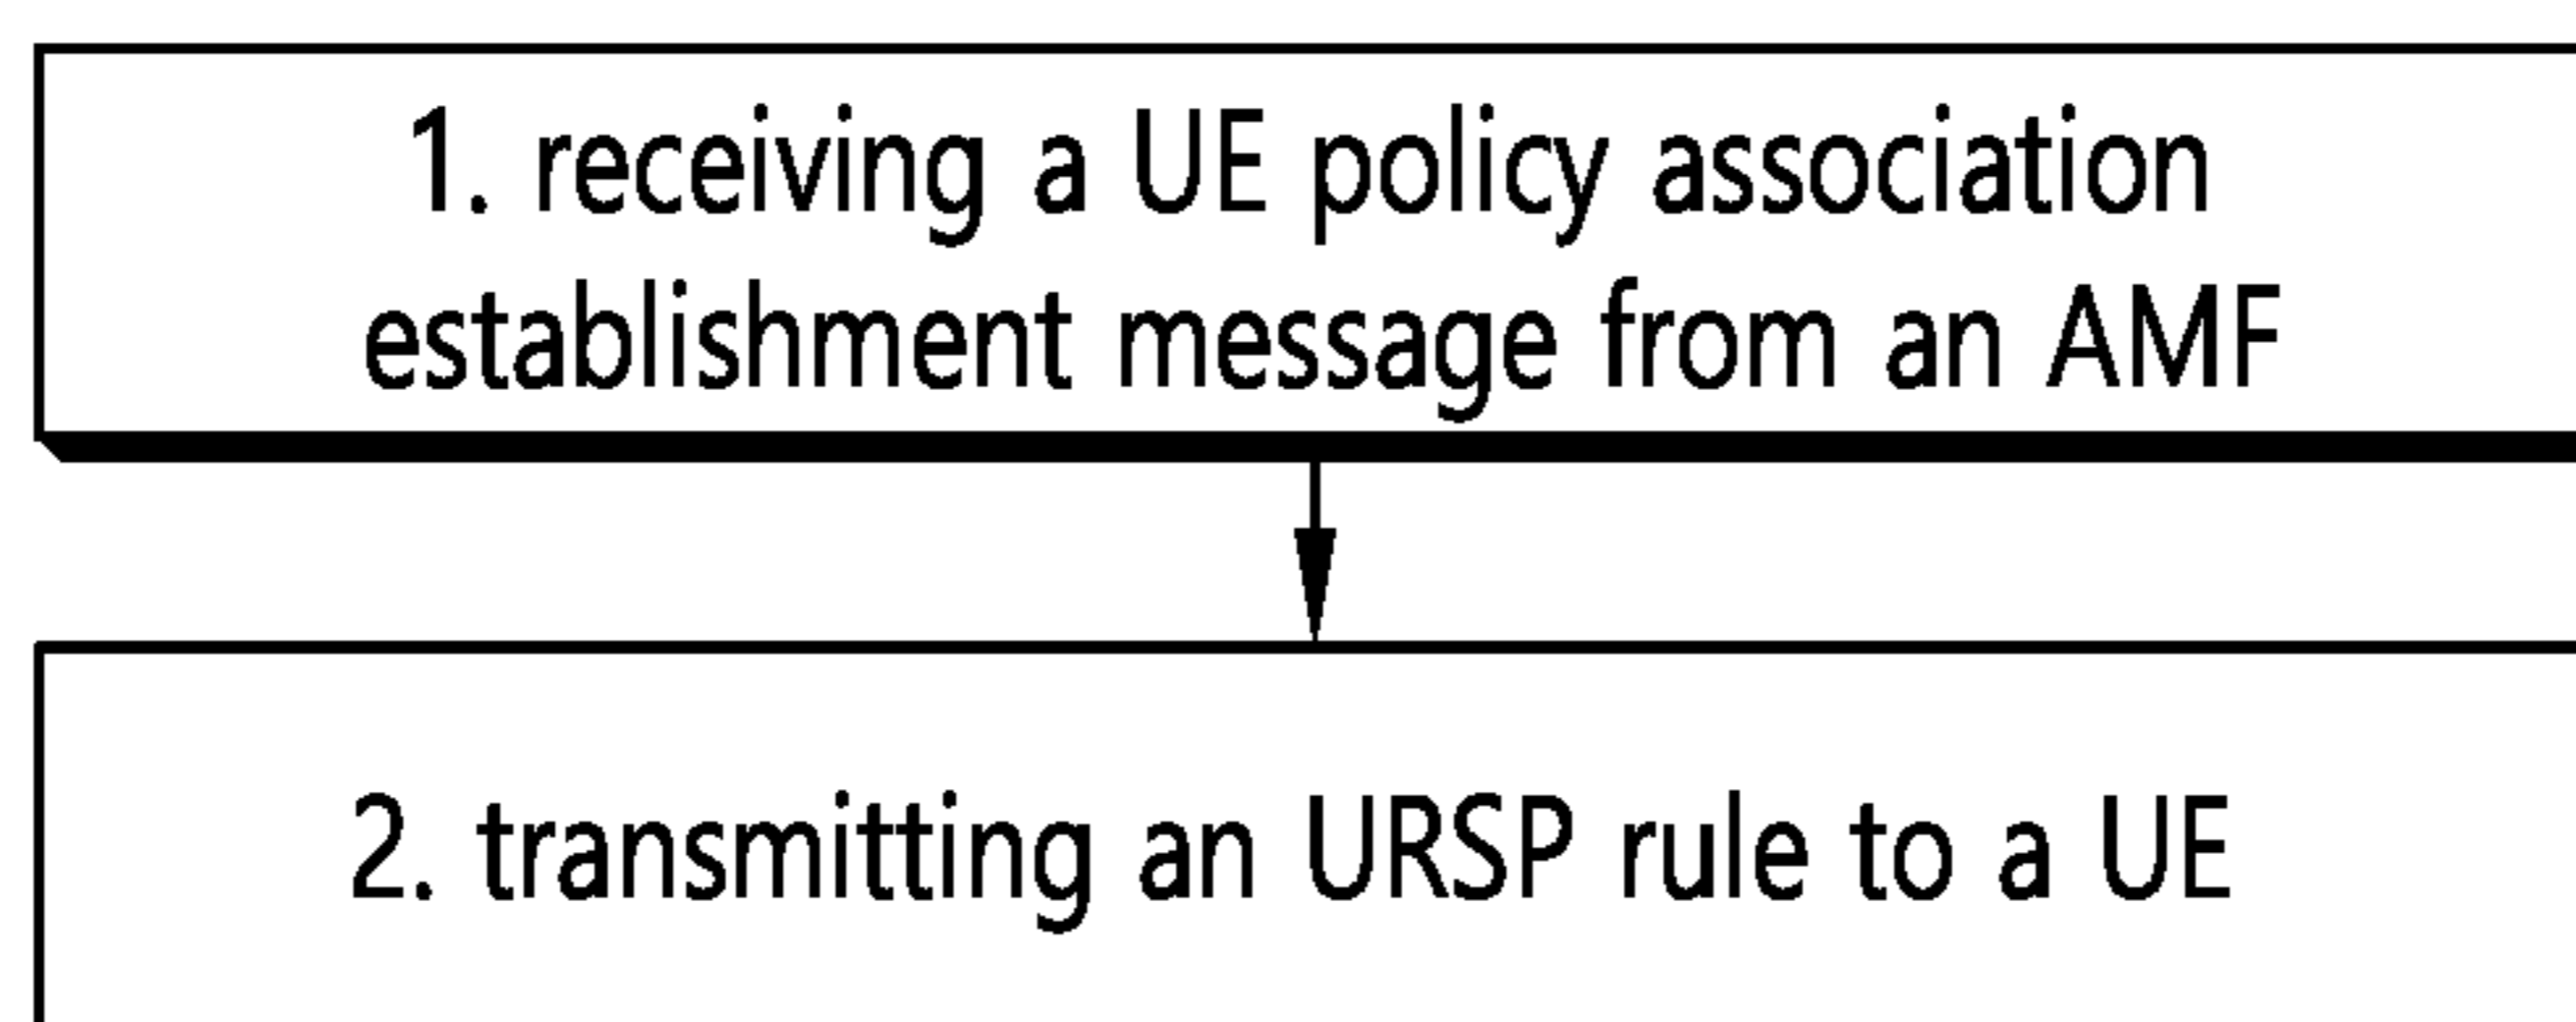 1. receiving a UE policy association
establishment message from an AMF
2. transmitting an URSP rule to a UE